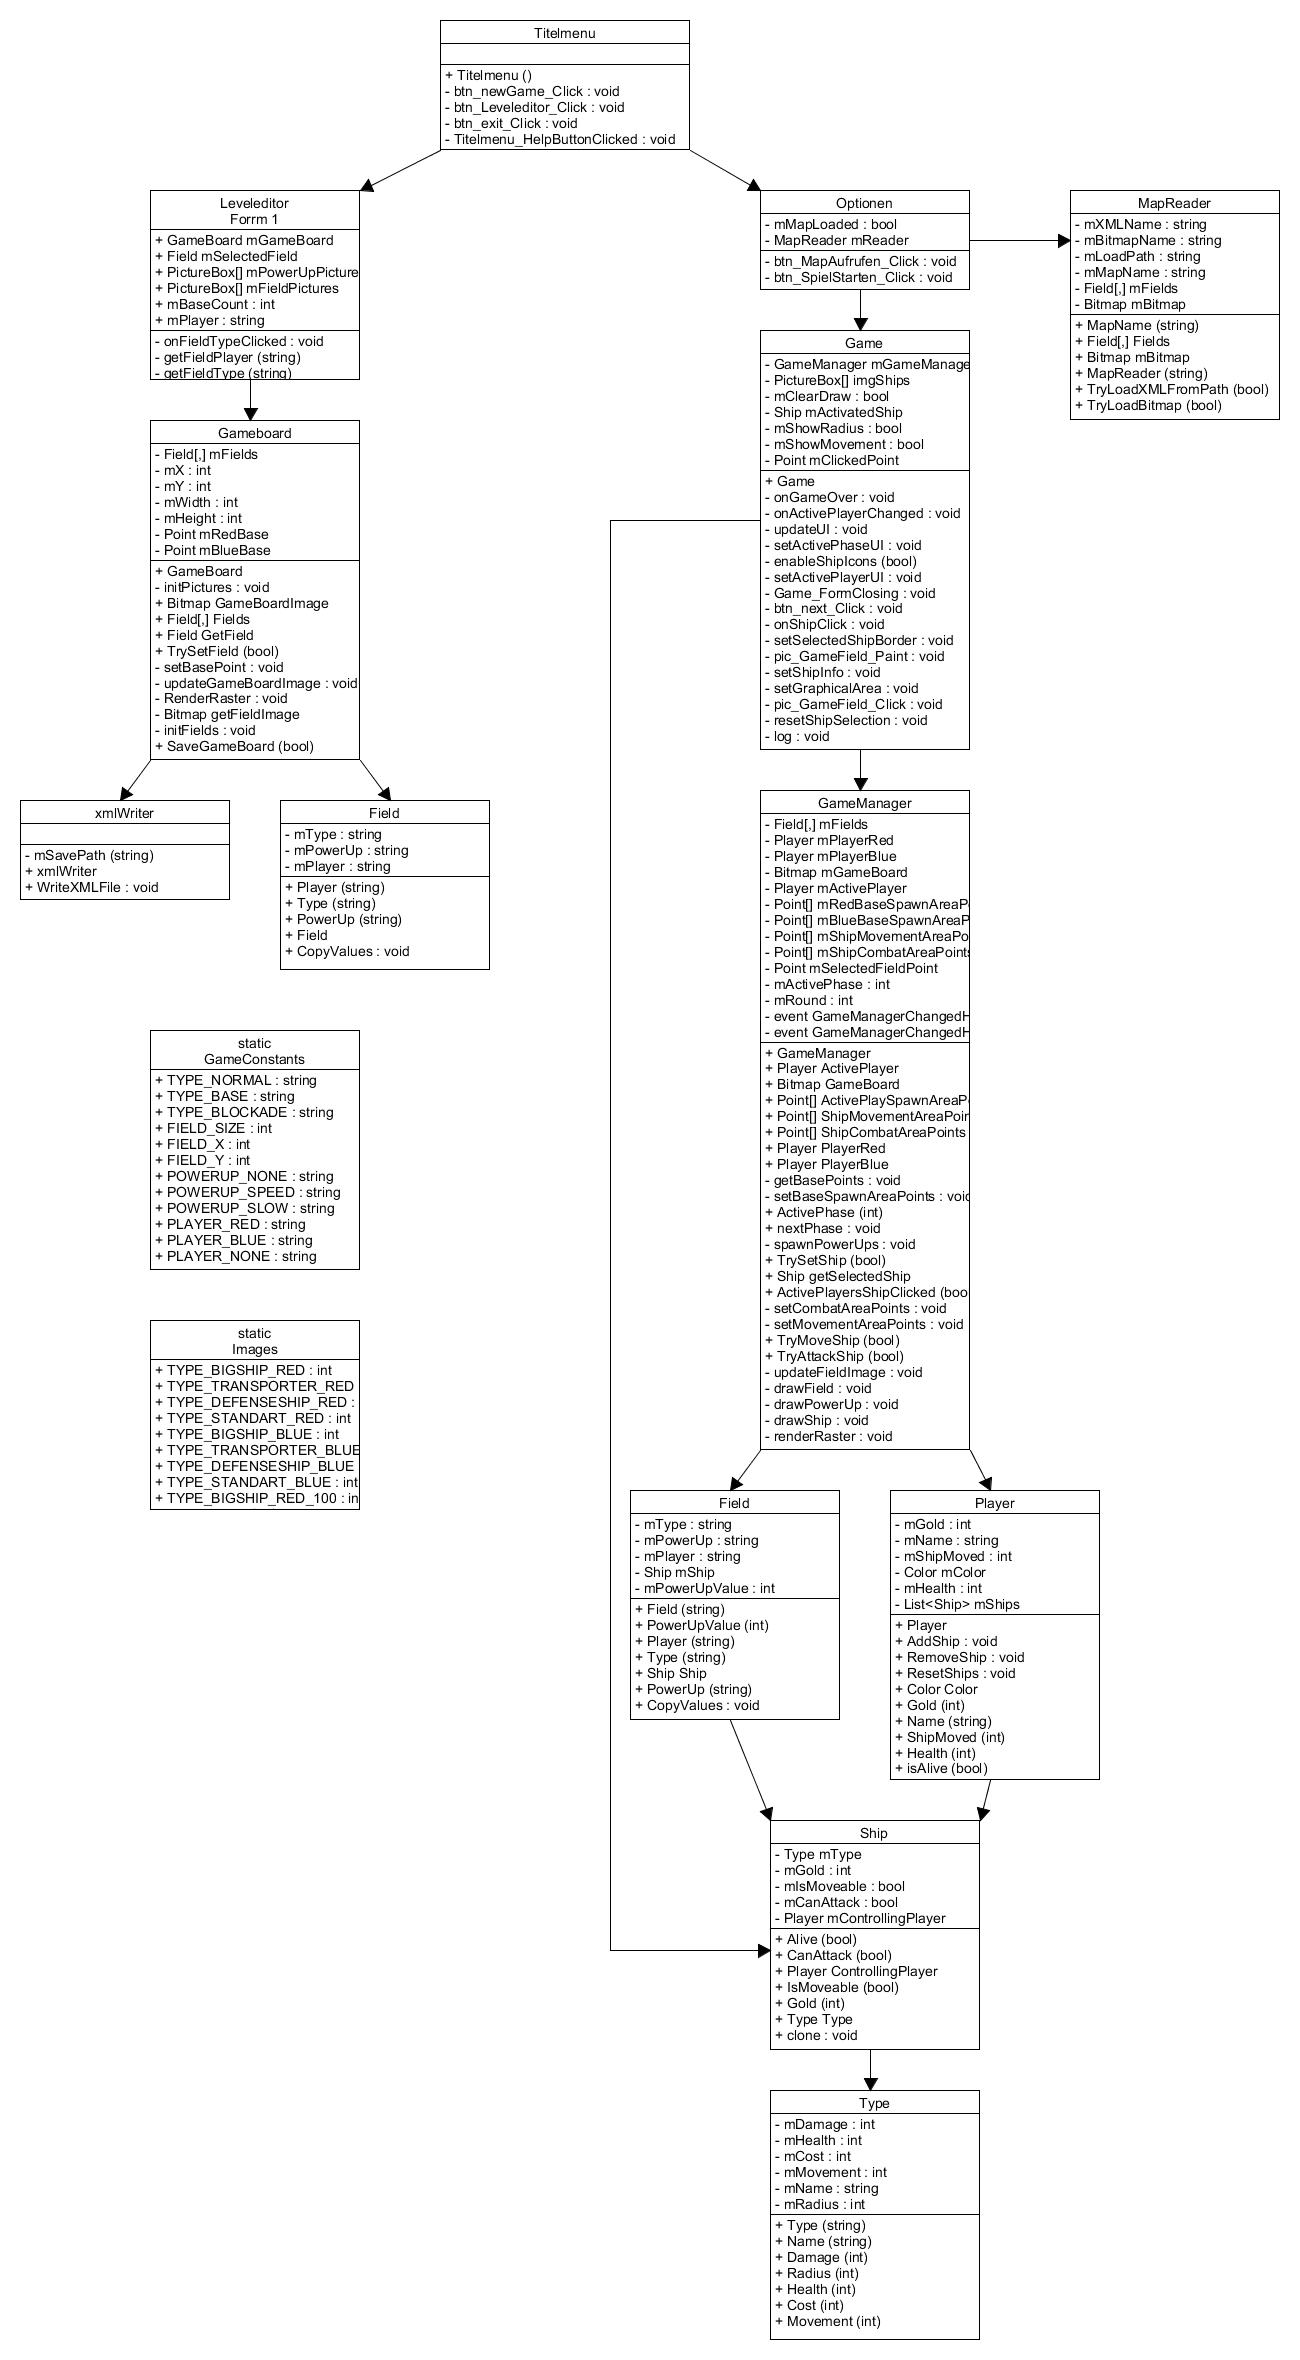 Titelmenu
+ Titelmenu ()
- btn_newGame_Click : void
- btn_Leveleditor_Click : void
- btn_exit_Click : void
- Titelmenu_HelpButtonClicked : void
Leveleditor
Forrm 1
+ GameBoard mGameBoard
+ Field mSelectedField
+ PictureBox[] mPowerUpPicture
+ PictureBox[] mFieldPictures
+ mBaseCount : int
+ mPlayer : string
- onFieldTypeClicked : void
- getFieldPlayer (string)
- getFieldType (string)
Optionen
- mMapLoaded : bool
- MapReader mReader
- btn_MapAufrufen_Click : void
- btn_SpielStarten_Click : void
MapReader
- mXMLName : string
- mBitmapName : string
- mLoadPath : string
- mMapName : string
- Field[,] mFields
- Bitmap mBitmap
+ MapName (string)
+ Field[,] Fields
+ Bitmap mBitmap
+ MapReader (string)
+ TryLoadXMLFromPath (bool)
+ TryLoadBitmap (bool)
Gameboard
- Field[,] mFields
- mX : int
- mY : int
- mWidth : int
- mHeight : int
- Point mRedBase
- Point mBlueBase
+ GameBoard
- initPictures : void
+ Bitmap GameBoardImage
+ Field[,] Fields
+ Field GetField
+ TrySetField (bool)
- setBasePoint : void
- updateGameBoardImage : void
- RenderRaster : void
- Bitmap getFieldImage
- initFields : void
+ SaveGameBoard (bool)
Game
- GameManager mGameManage
- PictureBox[] imgShips
- mClearDraw : bool
- Ship mActivatedShip
- mShowRadius : bool
- mShowMovement : bool
- Point mClickedPoint
+ Game
- onGameOver : void
- onActivePlayerChanged : void
- updateUI : void
- setActivePhaseUI : void
- enableShipIcons (bool)
- setActivePlayerUI : void
- Game_FormClosing : void
- btn_next_Click : void
- onShipClick : void
- setSelectedShipBorder : void
- pic_GameField_Paint : void
- setShipInfo : void
- setGraphicalArea : void
- pic_GameField_Click : void
- resetShipSelection : void
- log : void
xmlWriter
- mSavePath (string)
+ xmlWriter
+ WriteXMLFile : void
Field
- mType : string
- mPowerUp : string
- mPlayer : string
+ Player (string)
+ Type (string)
+ PowerUp (string)
+ Field
+ CopyValues : void
GameManager
- Field[,] mFields
- Player mPlayerRed
- Player mPlayerBlue
- Bitmap mGameBoard
- Player mActivePlayer
- Point[] mRedBaseSpawnAreaP
- Point[] mBlueBaseSpawnAreaP
- Point[] mShipMovementAreaPo
- Point[] mShipCombatAreaPoints
- Point mSelectedFieldPoint
- mActivePhase : int
- mRound : int
- event GameManagerChangedH
- event GameManagerChangedH
+ GameManager
+ Player ActivePlayer
+ Bitmap GameBoard
+ Point[] ActivePlaySpawnAreaP
+ Point[] ShipMovementAreaPoin
+ Point[] ShipCombatAreaPoints
+ Player PlayerRed
+ Player PlayerBlue
- getBasePoints : void
- setBaseSpawnAreaPoints : void
+ ActivePhase (int)
+ nextPhase : void
- spawnPowerUps : void
+ TrySetShip (bool)
+ Ship getSelectedShip
+ ActivePlayersShipClicked (boo
- setCombatAreaPoints : void
- setMovementAreaPoints : void
+ TryMoveShip (bool)
+ TryAttackShip (bool)
- updateFieldImage : void
- drawField : void
- drawPowerUp : void
- drawShip : void
- renderRaster : void
static
GameConstants
+ TYPE_NORMAL : string
+ TYPE_BASE : string
+ TYPE_BLOCKADE : string
+ FIELD_SIZE : int
+ FIELD_X : int
+ FIELD_Y : int
+ POWERUP_NONE : string
+ POWERUP_SPEED : string
+ POWERUP_SLOW : string
+ PLAYER_RED : string
+ PLAYER_BLUE : string
+ PLAYER_NONE : string
static
Images
+ TYPE_BIGSHIP_RED : int
+ TYPE_TRANSPORTER_RED
+ TYPE_DEFENSESHIP_RED :
+ TYPE_STANDART_RED : int
+ TYPE_BIGSHIP_BLUE : int
+ TYPE_TRANSPORTER_BLUE
+ TYPE_DEFENSESHIP_BLUE
+ TYPE_STANDART_BLUE : int
+ TYPE_BIGSHIP_RED_100 : in
Field
- mType : string
- mPowerUp : string
- mPlayer : string
- Ship mShip
- mPowerUpValue : int
+ Field (string)
+ PowerUpValue (int)
+ Player (string)
+ Type (string)
+ Ship Ship
+ PowerUp (string)
+ CopyValues : void
Player
- mGold : int
- mName : string
- mShipMoved : int
- Color mColor
- mHealth : int
- List<Ship> mShips
+ Player
+ AddShip : void
+ RemoveShip : void
+ ResetShips : void
+ Color Color
+ Gold (int)
+ Name (string)
+ ShipMoved (int)
+ Health (int)
+ isAlive (bool)
Ship
- Type mType
- mGold : int
- mIsMoveable : bool
- mCanAttack : bool
- Player mControllingPlayer
+ Alive (bool)
+ CanAttack (bool)
+ Player ControllingPlayer
+ IsMoveable (bool)
+ Gold (int)
+ Type Type
+ clone : void
Type
- mDamage : int
- mHealth : int
- mCost : int
- mMovement : int
- mName : string
- mRadius : int
+ Type (string)
+ Name (string)
+ Damage (int)
+ Radius (int)
+ Health (int)
+ Cost (int)
+ Movement (int)